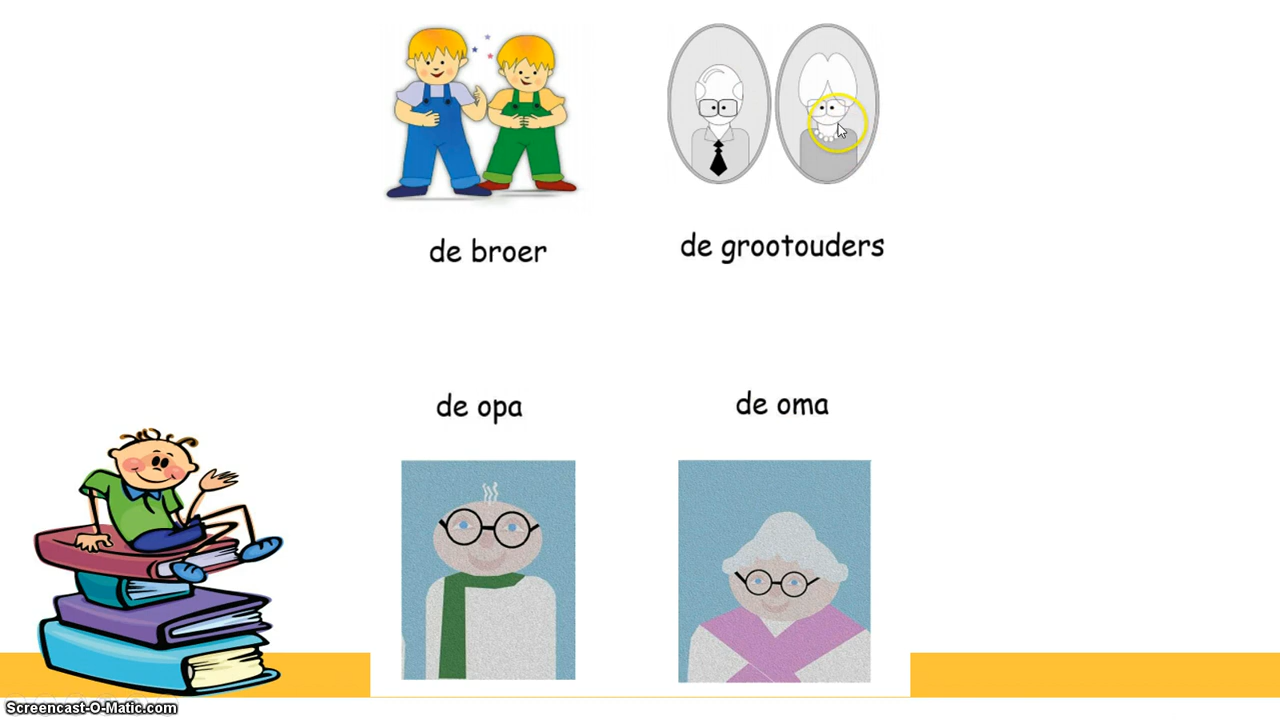 de broer
de grootouders
de opa
de oma
Screencast-O-Matic.com